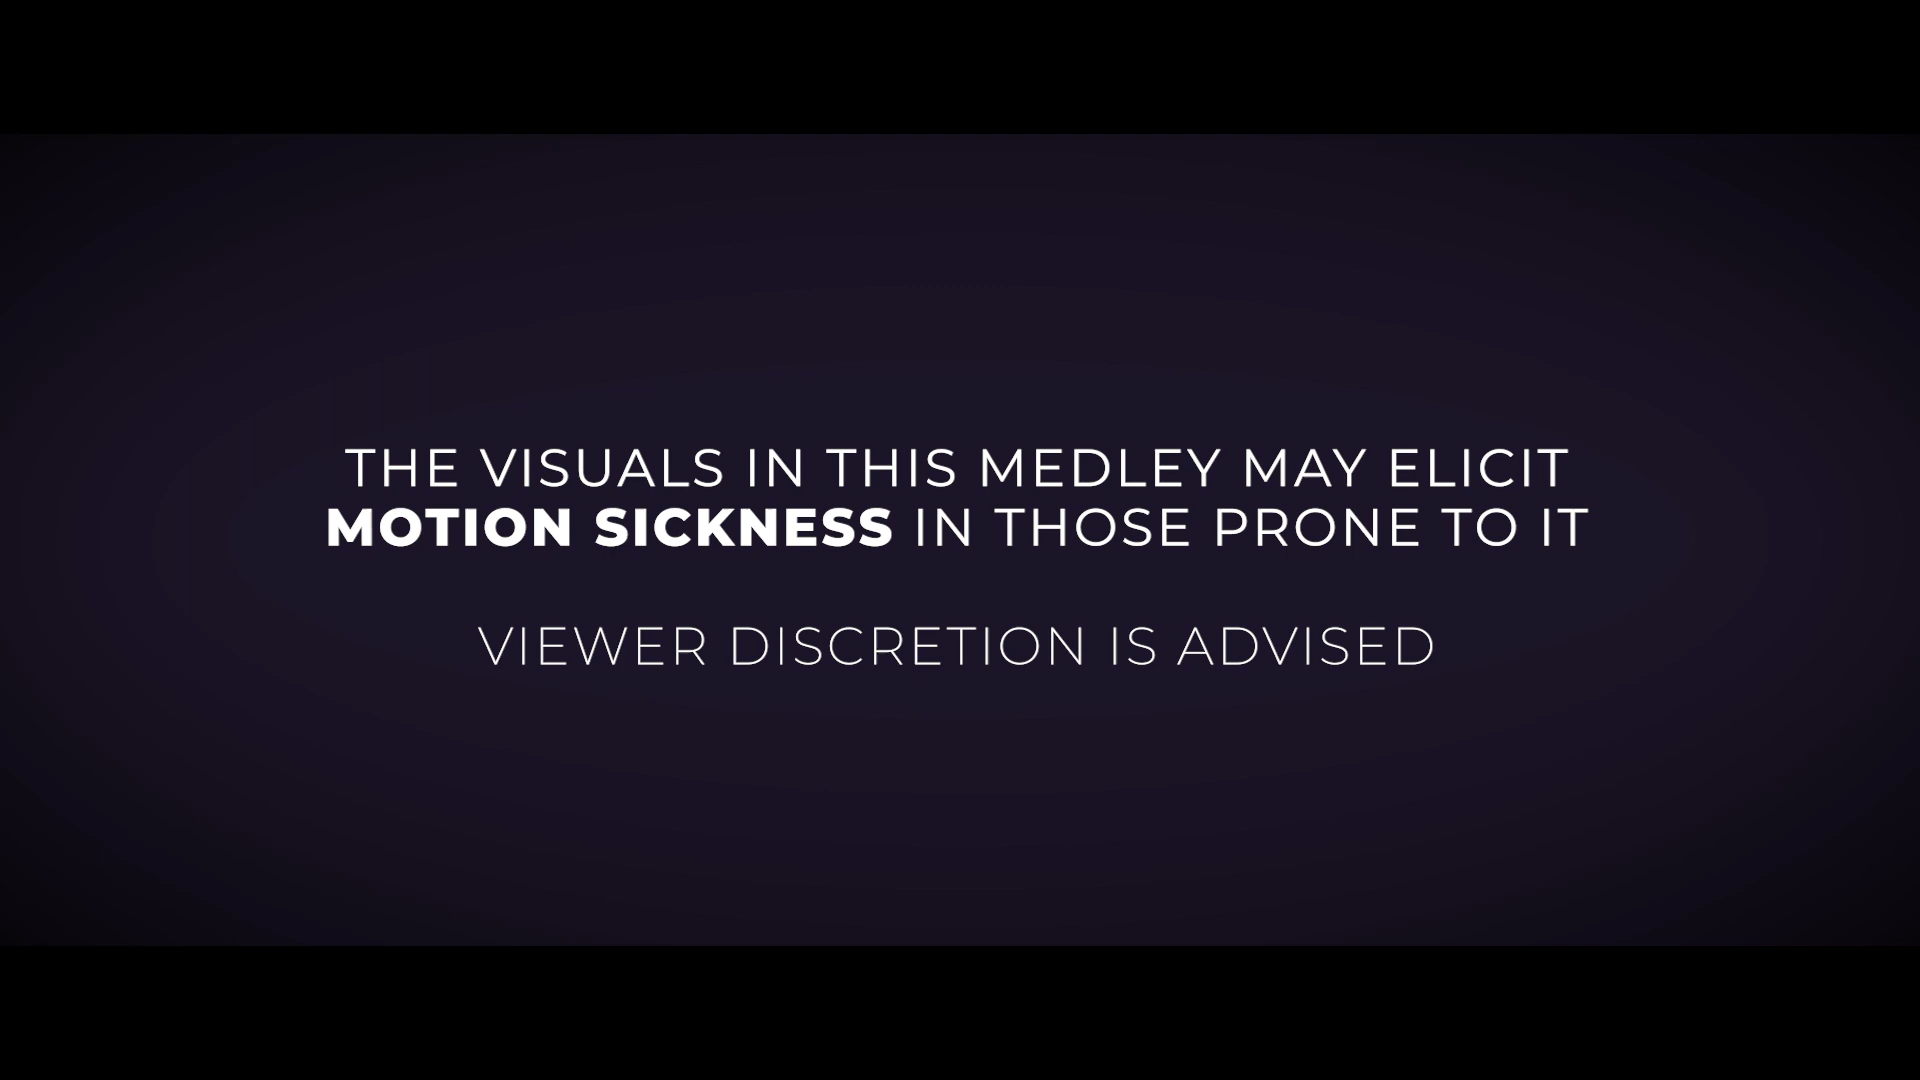 THE VISUALS IN THIS MEDLEY MAY ELICIT
MOTION SICKNESS IN THOSE PRONE TO IT
VIEWER DISCRETION IS ADVISED